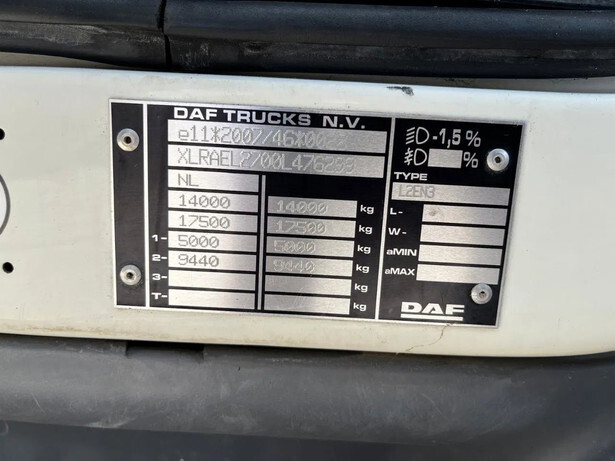 DAF TRUCKS N.V.
NL
14000 14000 kg
17500 17500 kg
1- 5000 5000 kg
2- 9440 9440 kg
3- kg
T- kg
-1,5%
%
TYPE
L2EN3
L-
W-
aMIN
aMAX
DAF